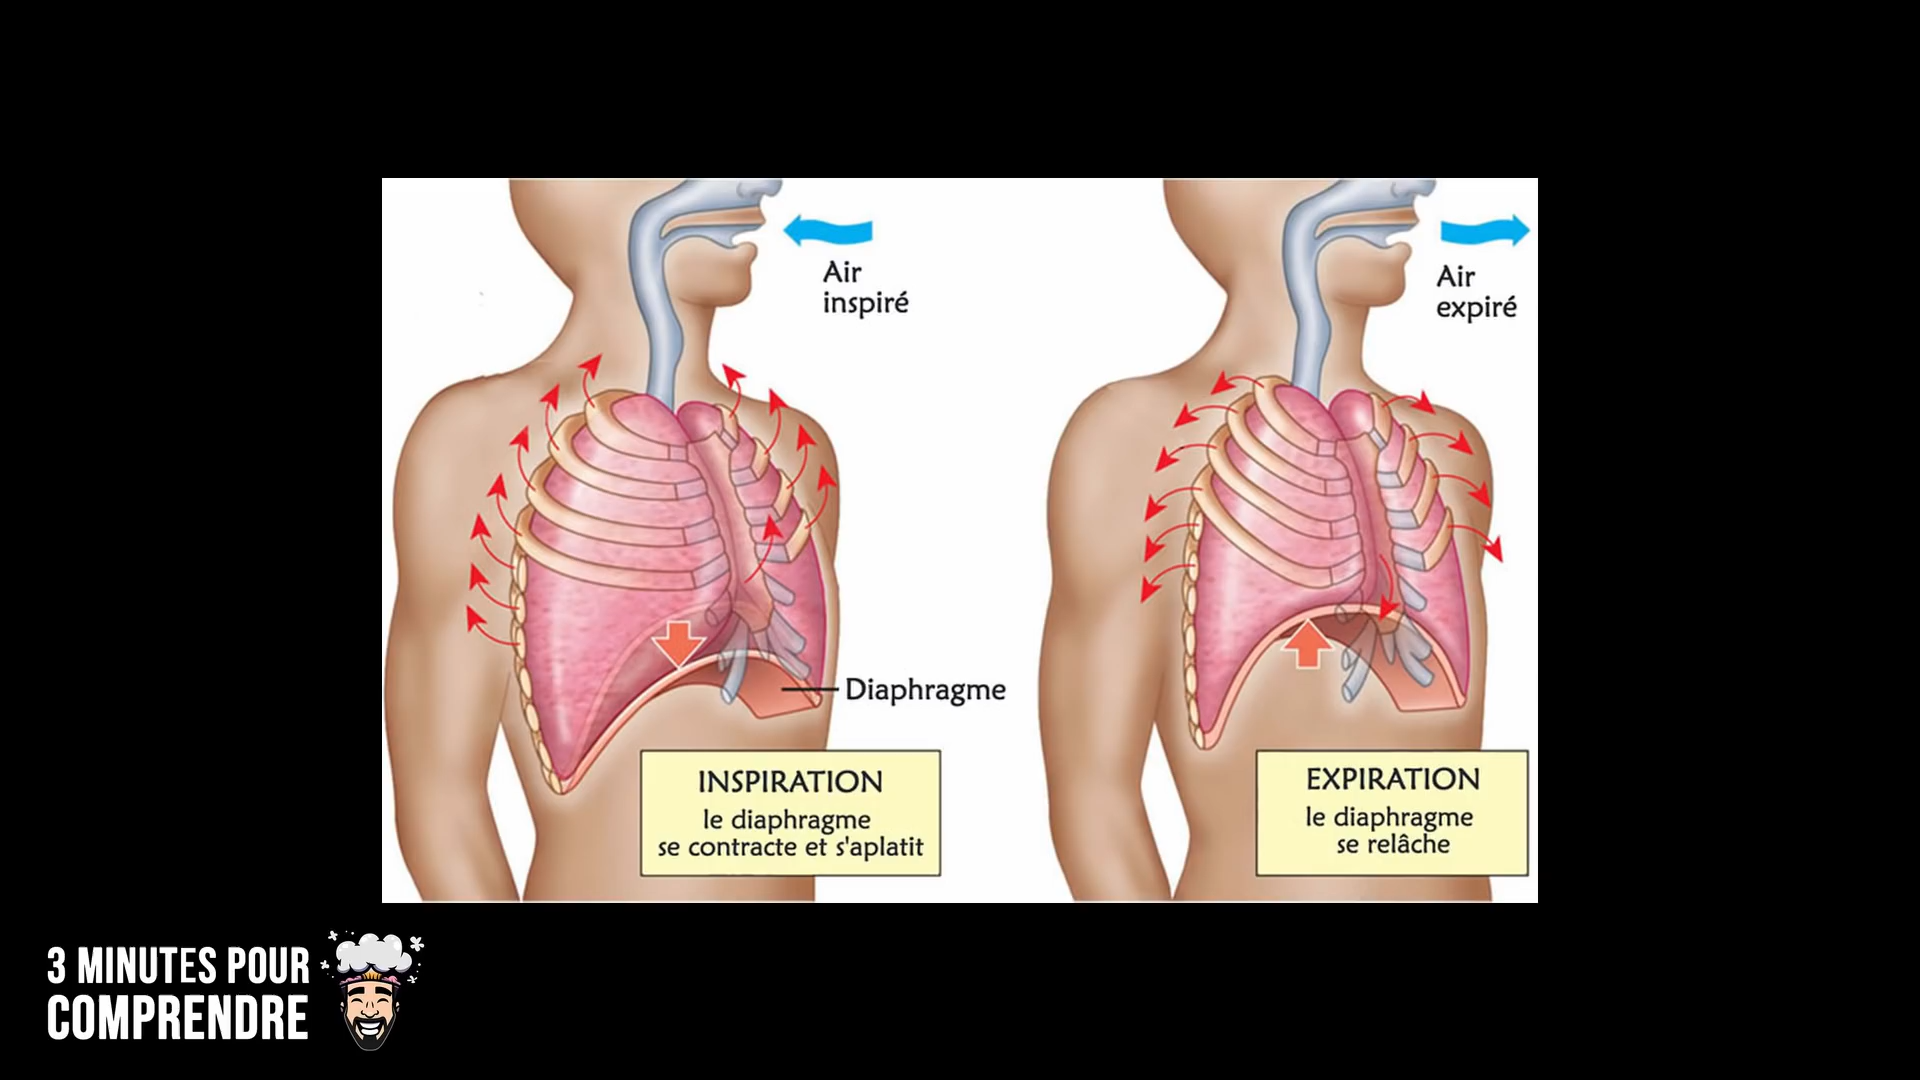 Air
inspiré
Air
expiré
Diaphragme
INSPIRATION
le diaphragme
se contracte et s'aplatit
EXPIRATION
le diaphragme
se relâche
3 MINUTES POUR
COMPRENDRE